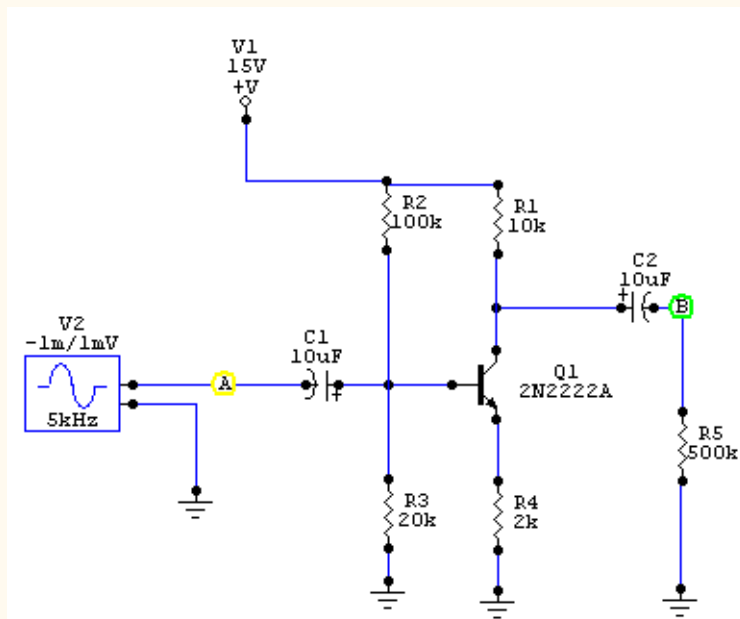 V1
15V
+V
R2
100k
R1
10k
C2
10uF
+
B
V2
-1m/1mV
C1
10uF
A
+
5kHz
Q1
2N2222A
R5
500k
R3
20k
R4
2k